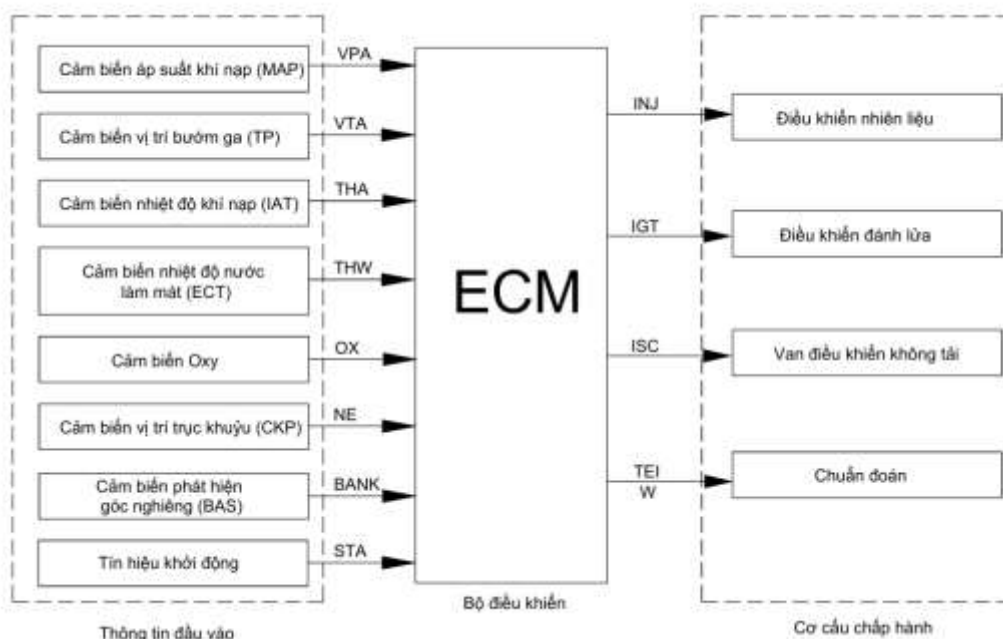 Cảm biến áp suất khí nạp (MAP)
VPA
Cảm biến vị trí bướm ga (TP)
VTA
Cảm biến nhiệt độ khí nạp (IAT)
THA
Cảm biến nhiệt độ nước
làm mát (ECT)
THW
Cảm biến Oxy
OX
Cảm biến vị trí trục khuỷu (CKP)
NE
Cảm biến phát hiện
góc nghiêng (BAS)
BANK
Tín hiệu khởi động
STA
Thông tin đầu vào
ECM
Bộ điều khiển
INJ
Điều khiển nhiên liệu
IGT
Điều khiển đánh lửa
ISC
Van điều khiển không tải
TEI
W
Chuẩn đoán
Cơ cấu chấp hành